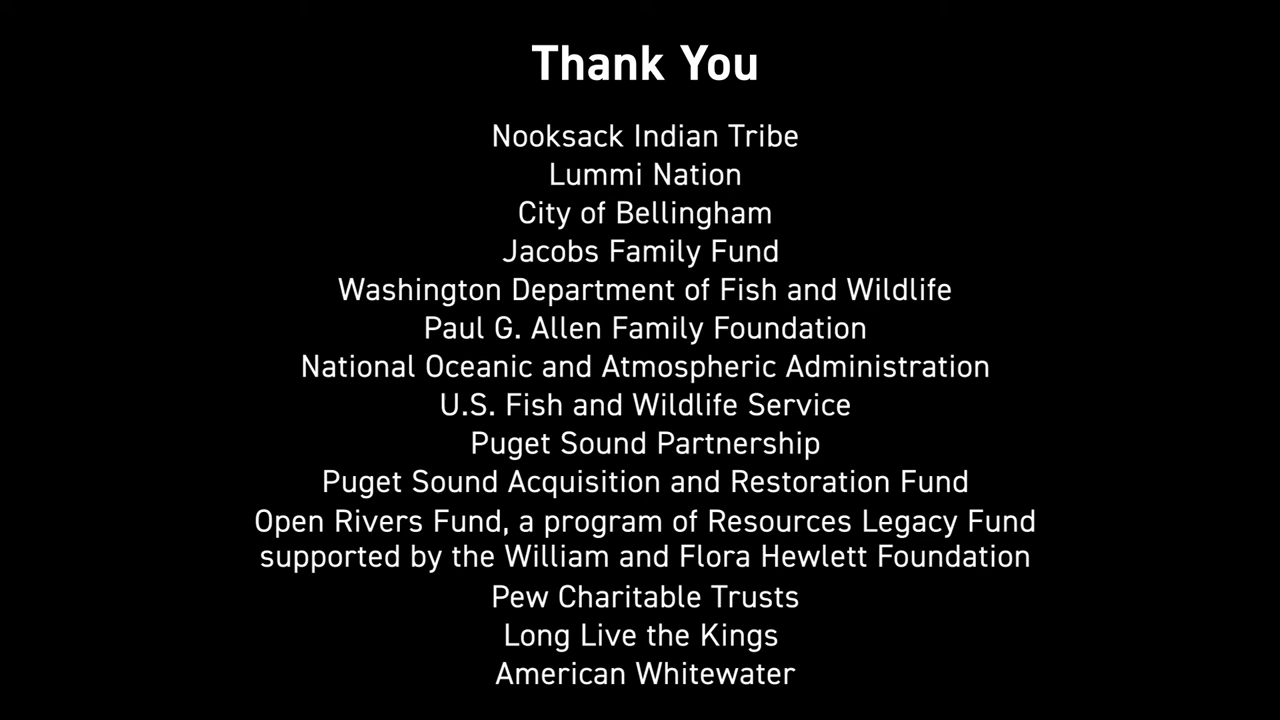 Thank You
Nooksack Indian Tribe
Lummi Nation
City of Bellingham
Jacobs Family Fund
Washington Department of Fish and Wildlife
Paul G. Allen Family Foundation
National Oceanic and Atmospheric Administration
U.S. Fish and Wildlife Service
Puget Sound Partnership
Puget Sound Acquisition and Restoration Fund
Open Rivers Fund, a program of Resources Legacy Fund
supported by the William and Flora Hewlett Foundation
Pew Charitable Trusts
Long Live the Kings
American Whitewater